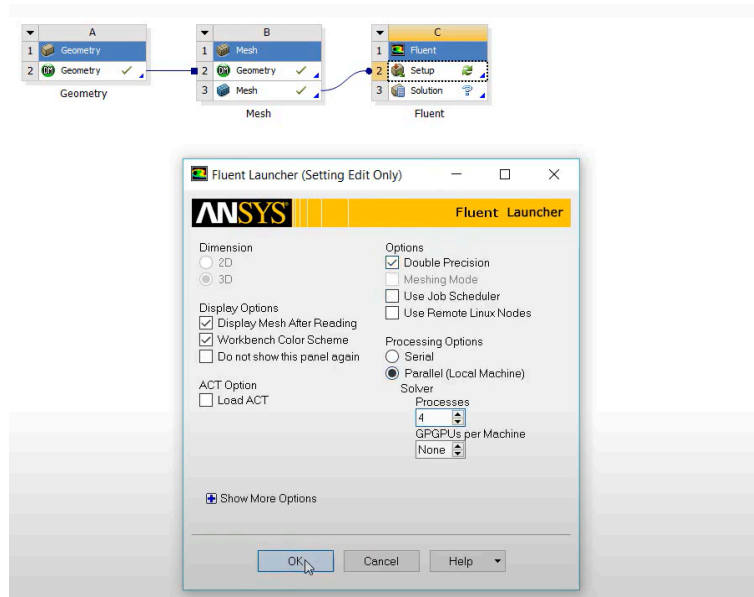 A
1 Geometry
2 Geometry
Geometry
B
1 Mesh
2 Geometry
3 Mesh
Mesh
C
1 Fluent
2 Setup
3 Solution
Fluent
Fluent Launcher (Setting Edit Only)
ANSYS
Fluent Launcher
Dimension
2D
3D
Display Options
Display Mesh After Reading
Workbench Color Scheme
Do not show this panel again
ACT Option
Load ACT
Options
Double Precision
Meshing Mode
Use Job Scheduler
Use Remote Linux Nodes
Processing Options
Serial
Parallel (Local Machine)
Solver
Processes
4
GPGPUs per Machine
None
Show More Options
OK
Cancel
Help